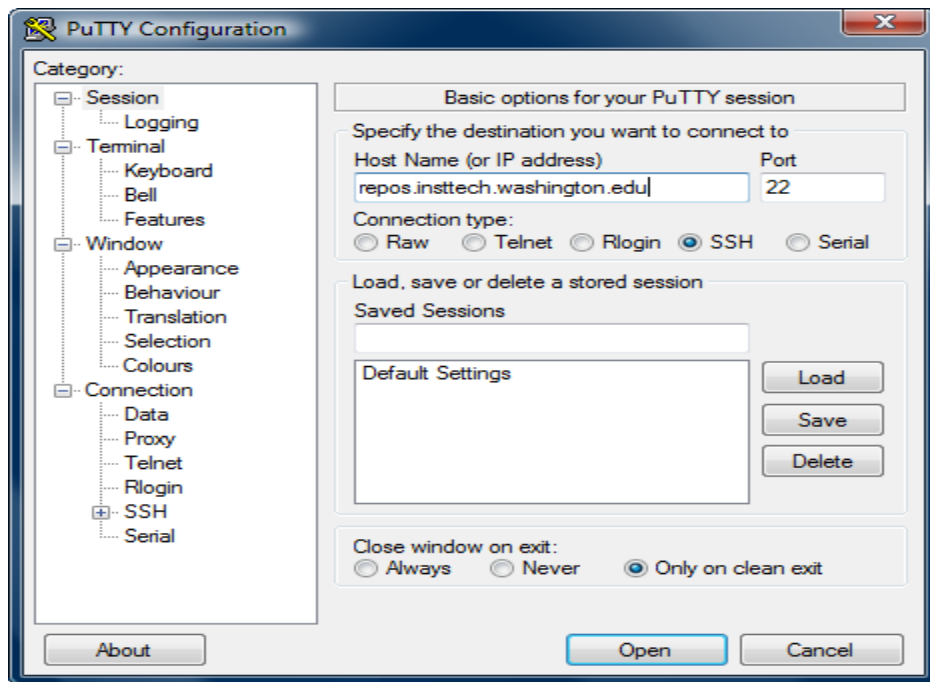 PuTTY Configuration
Category:
Session
Logging
Terminal
Keyboard
Bell
Features
Window
Appearance
Behaviour
Translation
Selection
Colours
Connection
Data
Proxy
Telnet
Rlogin
SSH
Serial
Basic options for your PuTTY session
Specify the destination you want to connect to
Host Name (or IP address) Port
repos.insttech.washington.edu 22
Connection type:
Raw Telnet Rlogin SSH Serial
Load, save or delete a stored session
Saved Sessions
Default Settings
Load
Save
Delete
Close window on exit:
Always Never Only on clean exit
About Open Cancel